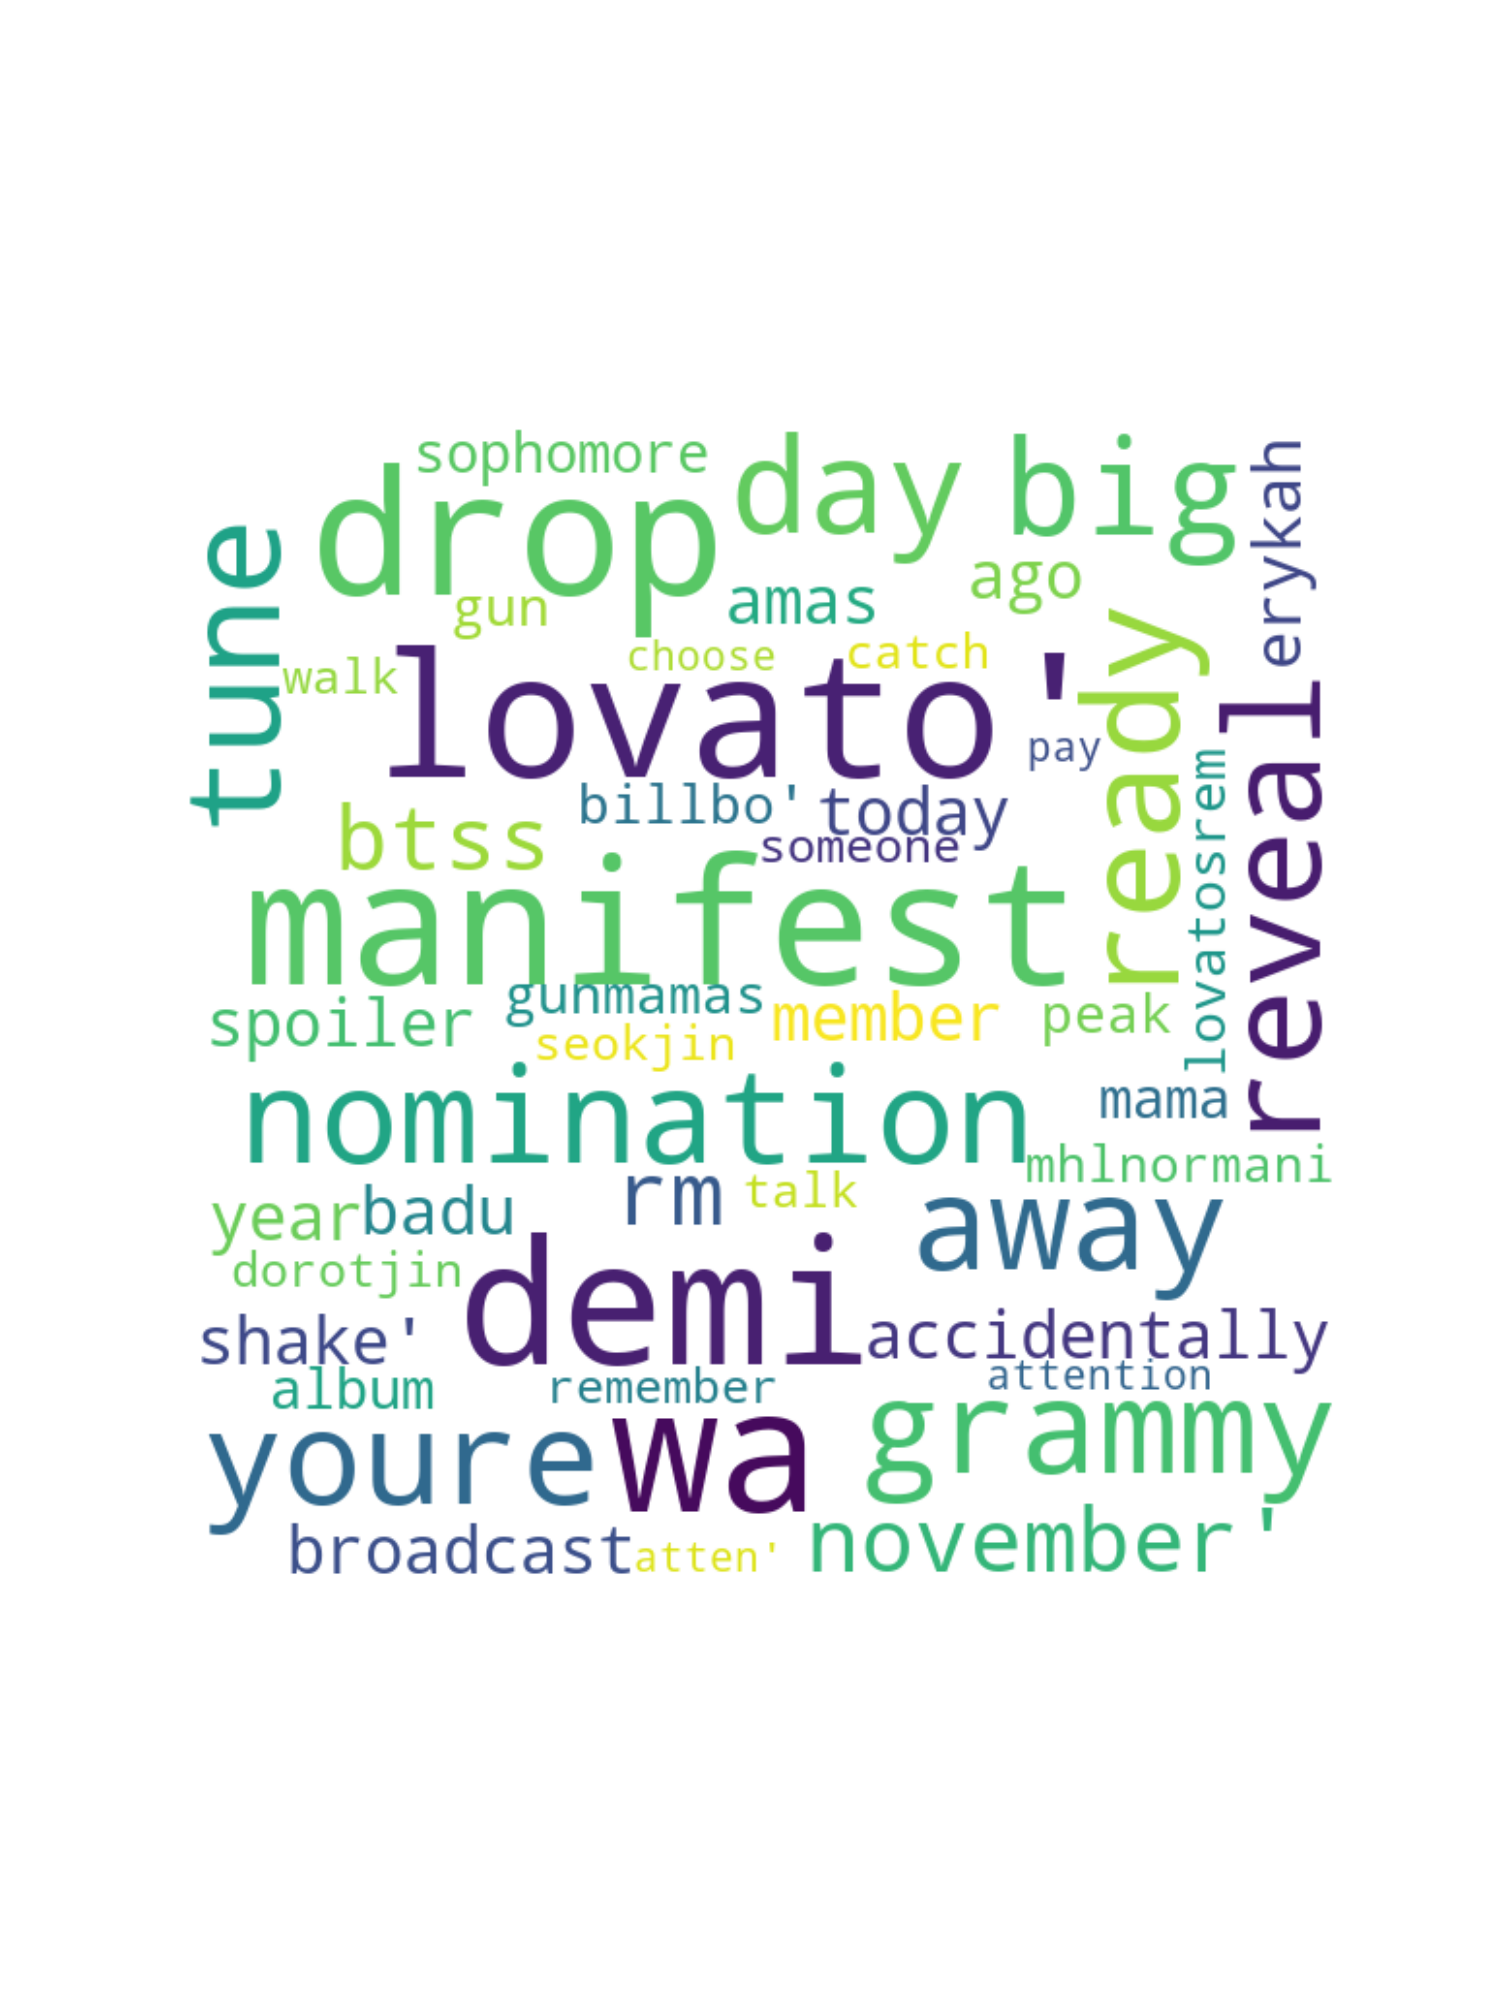 sophomore
drop
day
big
erykah
tune
gun
amas
ago
walk
choose
catch
lovato'
ready
reveal
pay
billbo'
today
btss
someone
lovatosrem
manifest
spoiler
gunmamas
member
peak
seokjin
nomination
mama
mhlnormani
year
badu
rm
talk
away
dorotjin
demi
shake'
accidentally
album
remember
attention
youre
wa
grammy
broadcast
atten'
november'